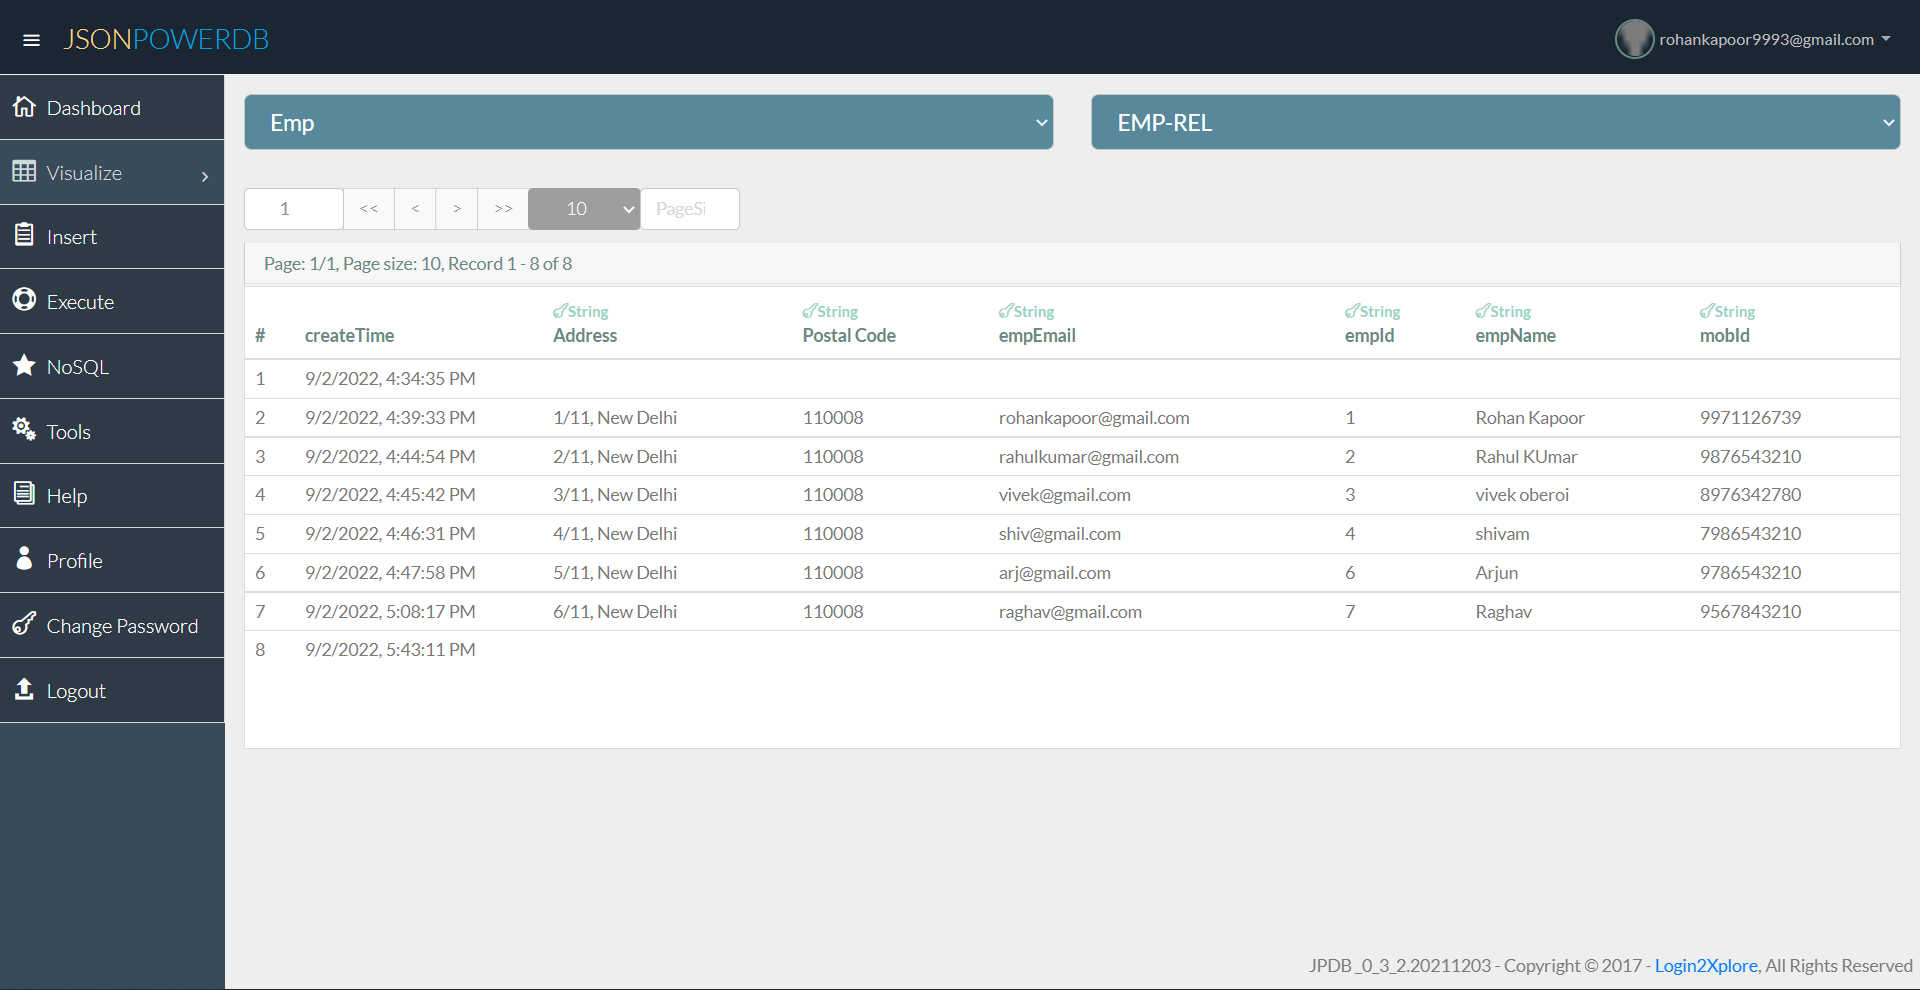 JSONPOWERDB
rohankapoor9993@gmail.com
Dashboard
Visualize
Insert
Execute
NoSQL
Tools
Help
Profile
Change Password
Logout
Emp
EMP-REL
1 << < > >> 10 PageSi
Page: 1/1, Page size: 10, Record 1 - 8 of 8
String String String String String String
# createTime Address Postal Code empEmail empId empName mobId
1 9/2/2022, 4:34:35 PM
2 9/2/2022, 4:39:33 PM 1/11, New Delhi 110008 rohankapoor@gmail.com 1 Rohan Kapoor 9971126739
3 9/2/2022, 4:44:54 PM 2/11, New Delhi 110008 rahulkumar@gmail.com 2 Rahul KUmar 9876543210
4 9/2/2022, 4:45:42 PM 3/11, New Delhi 110008 vivek@gmail.com 3 vivek oberoi 8976342780
5 9/2/2022, 4:46:31 PM 4/11, New Delhi 110008 shiv@gmail.com 4 shivam 7986543210
6 9/2/2022, 4:47:58 PM 5/11, New Delhi 110008 arj@gmail.com 6 Arjun 9786543210
7 9/2/2022, 5:08:17 PM 6/11, New Delhi 110008 raghav@gmail.com 7 Raghav 9567843210
8 9/2/2022, 5:43:11 PM
JPDB_0_3_2.20211203 - Copyright © 2017 - Login2Xplore, All Rights Reserved